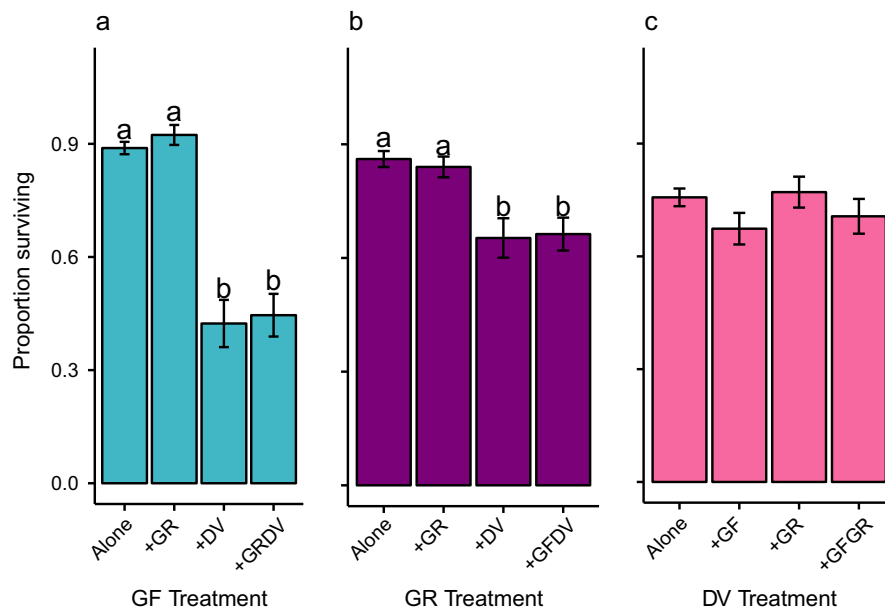 a
b
c
Proportion surviving
0.9
0.6
0.3
0.0
a
a
b
b
a
a
b
b
Alone
+GR
+DV
+GRDV
Alone
+GR
+DV
+GFDV
Alone
+GF
+GR
+GFGR
GF Treatment
GR Treatment
DV Treatment